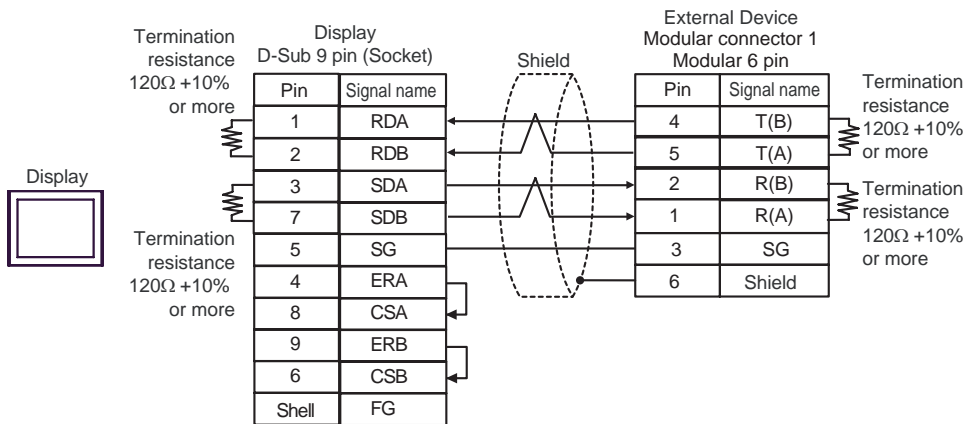 Display
Termination
resistance
120Ω +10%
or more
Termination
resistance
120Ω +10%
or more
Display
D-Sub 9 pin (Socket)
Pin Signal name
1 RDA
2 RDB
3 SDA
7 SDB
5 SG
4 ERA
8 CSA
9 ERB
6 CSB
Shell FG
Shield
External Device
Modular connector 1
Modular 6 pin
Pin Signal name
4 T(B)
5 T(A)
2 R(B)
1 R(A)
3 SG
6 Shield
Termination
resistance
120Ω +10%
or more
Termination
resistance
120Ω +10%
or more